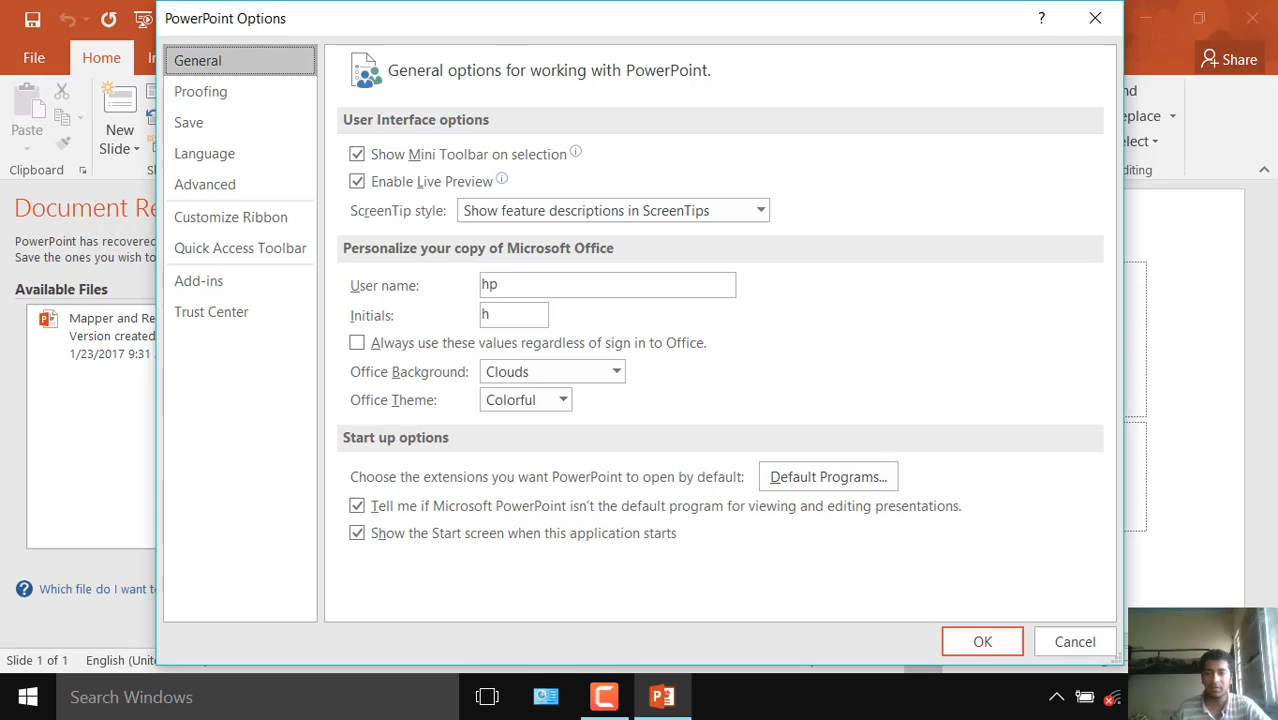 PowerPoint Options
?
File
Home
In
Share
Paste
New
Slide
Clipboard
nd
eplace
elect
diting
Document Re
PowerPoint has recovered
Save the ones you wish to
Available Files
Mapper and Re
Version created
1/23/2017 9:31
Which file do I want to
General
Proofing
Save
Language
Advanced
Customize Ribbon
Quick Access Toolbar
Add-ins
Trust Center
General options for working with PowerPoint.
User Interface options
Show Mini Toolbar on selection
Enable Live Preview
ScreenTip style: Show feature descriptions in ScreenTips
Personalize your copy of Microsoft Office
User name: hp
Initials: h
Always use these values regardless of sign in to Office.
Office Background: Clouds
Office Theme: Colorful
Start up options
Choose the extensions you want PowerPoint to open by default: Default Programs...
Tell me if Microsoft PowerPoint isn't the default program for viewing and editing presentations.
Show the Start screen when this application starts
OK
Cancel
Slide 1 of 1
English (Unite
Search Windows